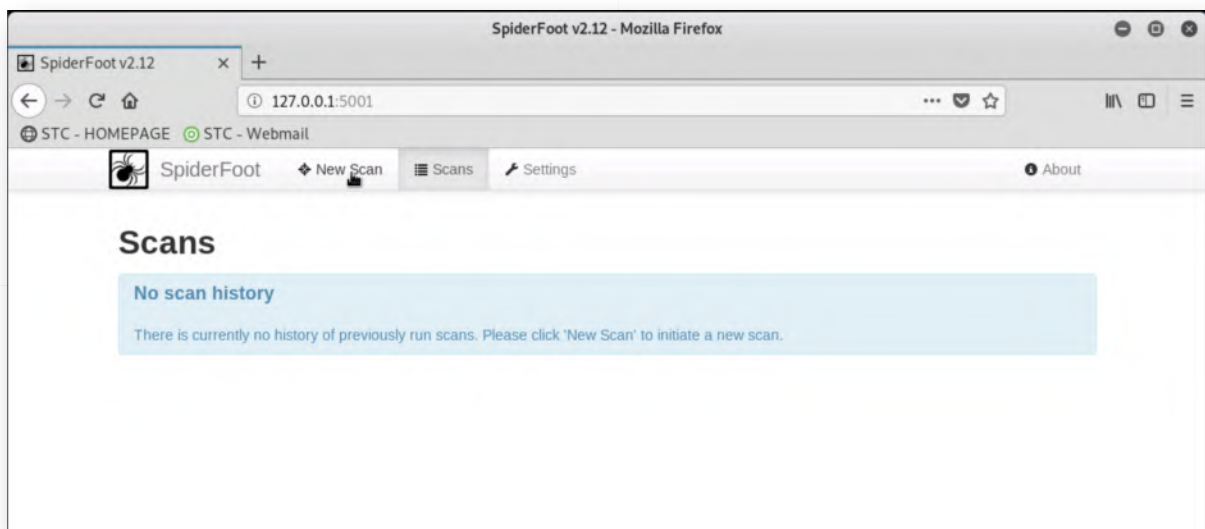 SpiderFoot v2.12 - Mozilla Firefox
SpiderFoot v2.12
127.0.0.1:5001
STC - HOMEPAGE STC - Webmail
SpiderFoot New Scan Scans Settings About
Scans
No scan history
There is currently no history of previously run scans. Please click 'New Scan' to initiate a new scan.